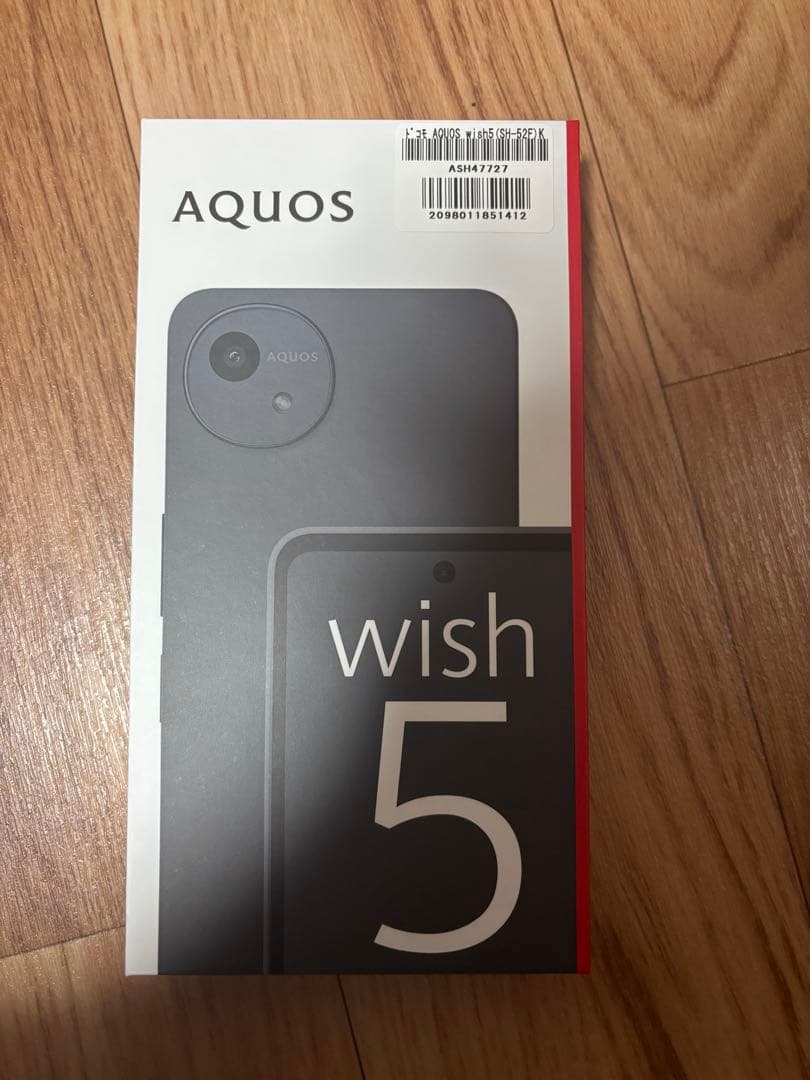 ドコモ AQUOS wish5(SH-52F)K
ASH47727
2098011851412
AQUOS
AQUOS
wish
5